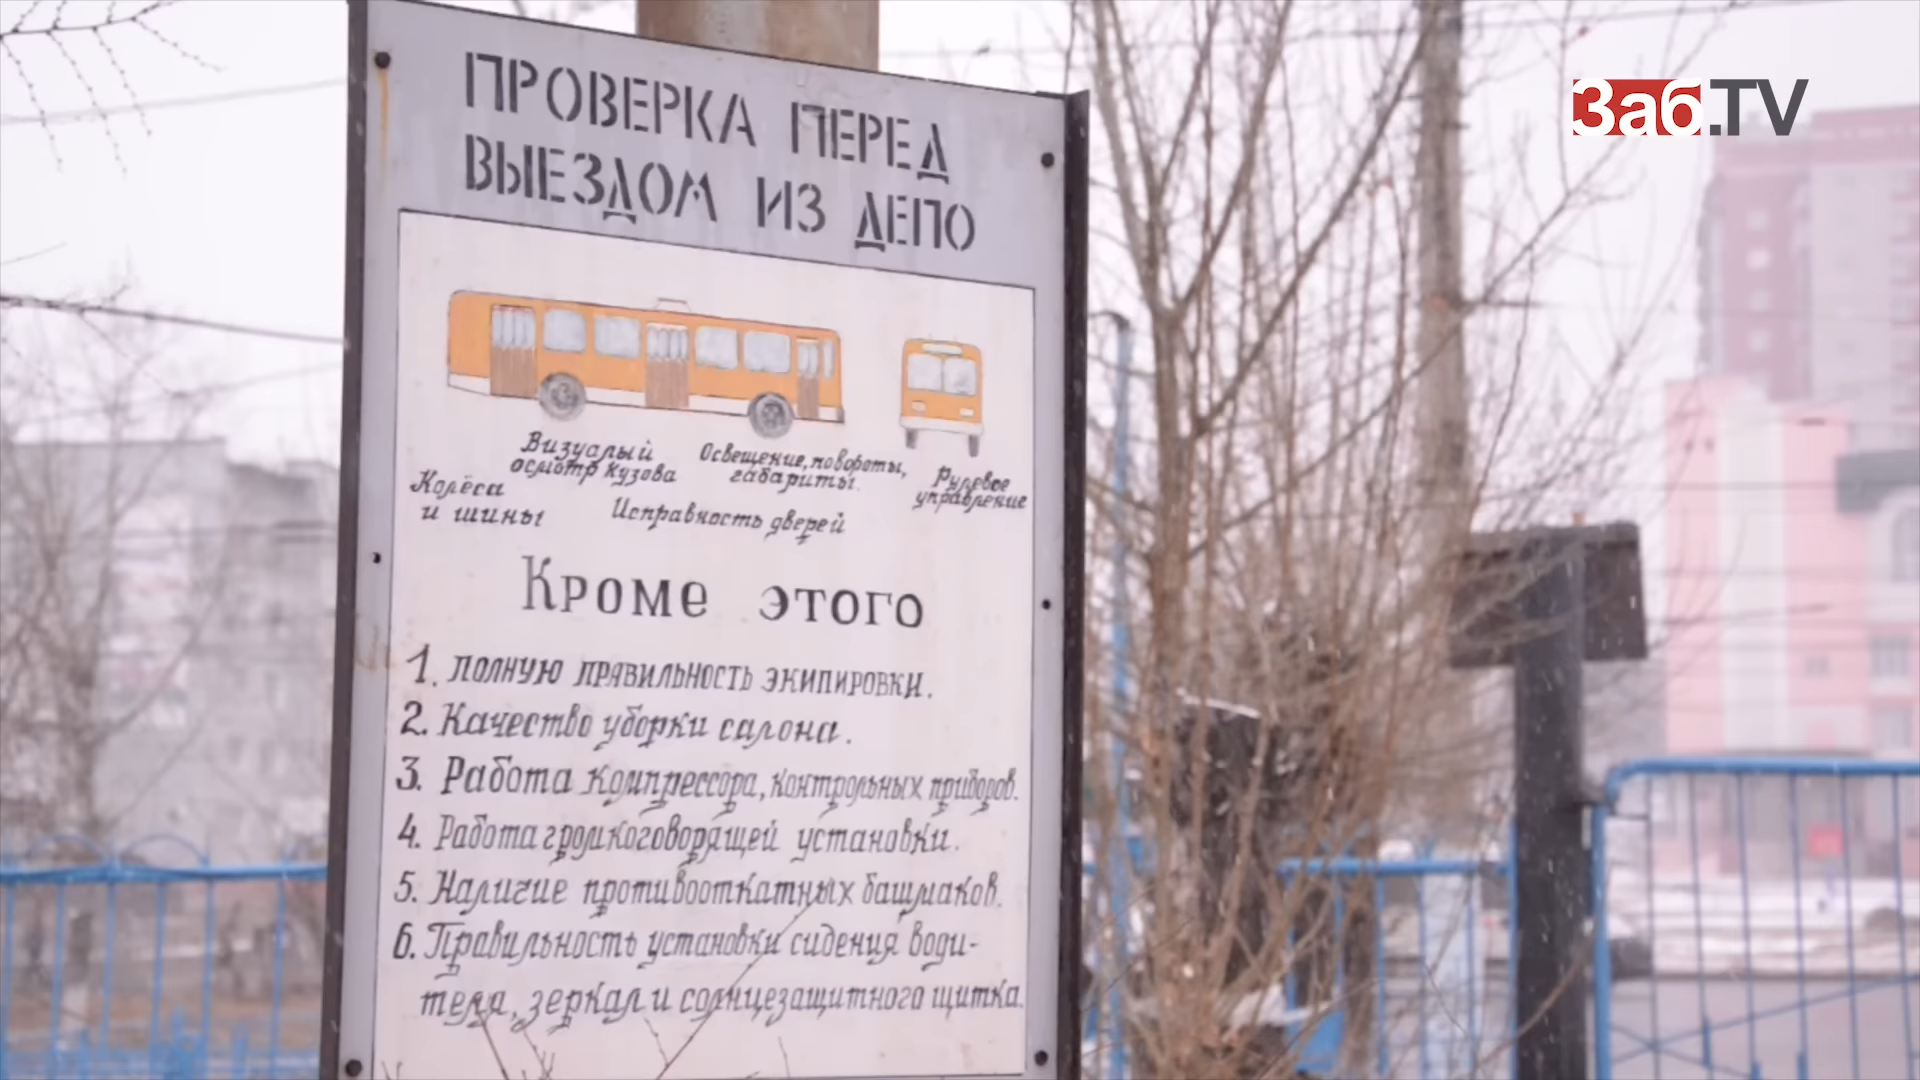 Заб.TV
ПРОВЕРКА ПЕРЕД
ВЫЕЗДОМ ИЗ ДЕПО
Визуалый
осмотр кузова
Освещение, повороты,
габариты.
Рулевое
управление
Колёса
и шины
Исправность дверей
Кроме этого
1. полную правильность экипировки.
2. Качество уборки салона.
3. Работа компрессора, контрольных приборов.
4. Работа громкоговорящей установки.
5. Наличие противооткатных башмаков.
6. Правильность установки сидения води-
теля, зеркал и солнцезащитного щитка.